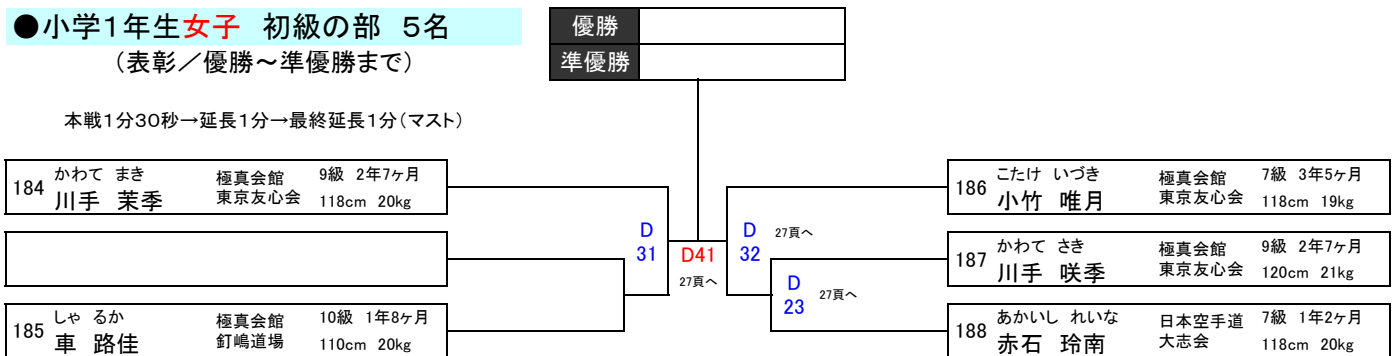 ●小学1年生女子 初級の部 5名
（表彰／優勝～準優勝まで）
優勝
準優勝
本戦1分30秒→延長1分→最終延長1分（マスト）
184 かわて まき 川手 茉季 極真会館 東京友心会 9級 2年7ヶ月 118cm 20kg
185 しゃ るか 車 路佳 極真会館 釘嶋道場 10級 1年8ヶ月 110cm 20kg
D
31
D41
27頁へ
D
32
27頁へ
D
23
27頁へ
186 こたけ いづき 小竹 唯月 極真会館 東京友心会 7級 3年5ヶ月 118cm 19kg
187 かわて さき 川手 咲季 極真会館 東京友心会 9級 2年7ヶ月 120cm 21kg
188 あかいし れいな 赤石 玲南 日本空手道 大志会 7級 1年2ヶ月 118cm 20kg